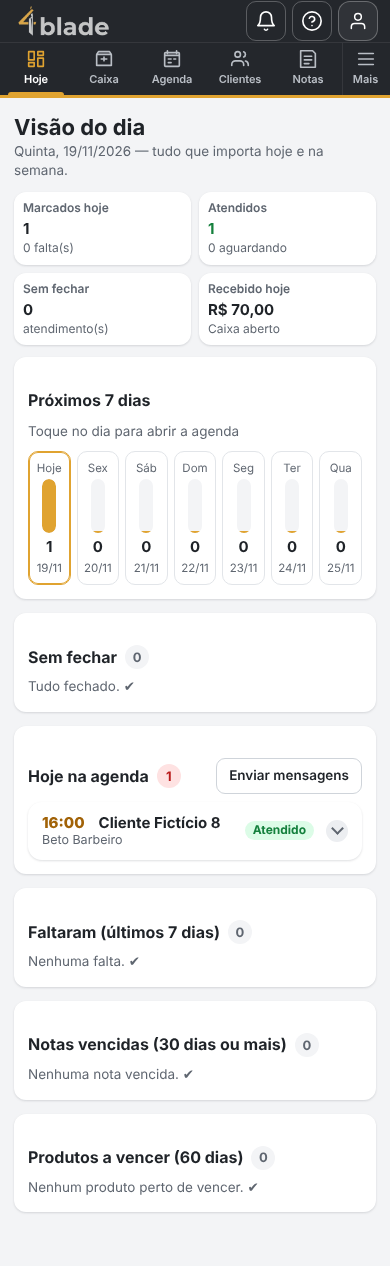 4blade
Hoje
Caixa
Agenda
Clientes
Notas
Mais
Visão do dia
Quinta, 19/11/2026 — tudo que importa hoje e na
semana.
Marcados hoje
1
0 falta(s)
Atendidos
1
0 aguardando
Sem fechar
0
atendimento(s)
Recebido hoje
R$ 70,00
Caixa aberto
Próximos 7 dias
Toque no dia para abrir a agenda
Hoje
1
19/11
Sex
0
20/11
Sáb
0
21/11
Dom
0
22/11
Seg
0
23/11
Ter
0
24/11
Qua
0
25/11
Sem fechar 0
Tudo fechado. ✔
Hoje na agenda 1
Enviar mensagens
16:00 Cliente Fictício 8
Beto Barbeiro
Atendido
Faltaram (últimos 7 dias) 0
Nenhuma falta. ✔
Notas vencidas (30 dias ou mais) 0
Nenhuma nota vencida. ✔
Produtos a vencer (60 dias) 0
Nenhum produto perto de vencer. ✔